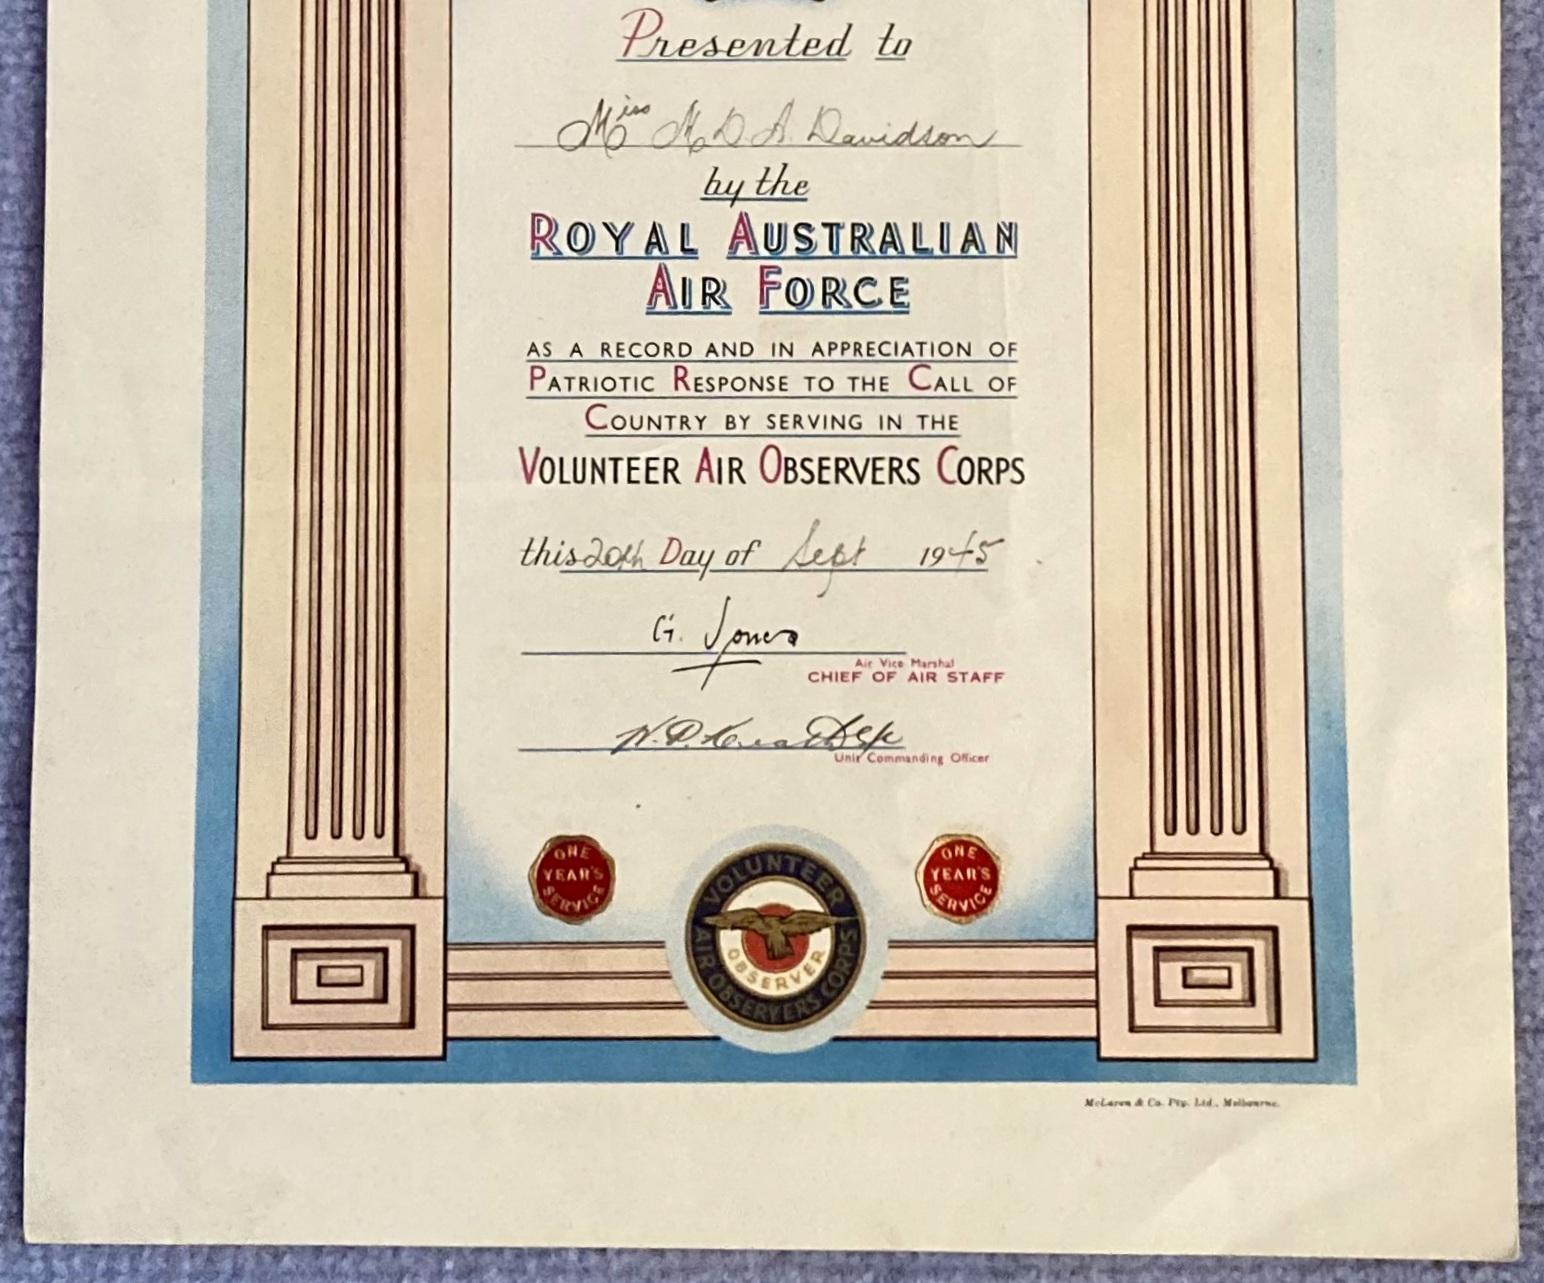 Presented to
Miss M D. A. Davidson
by the
ROYAL AUSTRALIAN
AIR FORCE
AS A RECORD AND IN APPRECIATION OF
PATRIOTIC RESPONSE TO THE CALL OF
COUNTRY BY SERVING IN THE
VOLUNTEER AIR OBSERVERS CORPS
this 20th Day of Sept 1945
G. Jones
Air Vice Marshal
CHIEF OF AIR STAFF
Unit Commanding Officer
ONE
YEAR'S
SERVICE
VOLUNTEER
AIR OBSERVERS CORPS
OBSERVER
ONE
YEAR'S
SERVICE
McLaren & Co. Pty. Ltd., Melbourne.